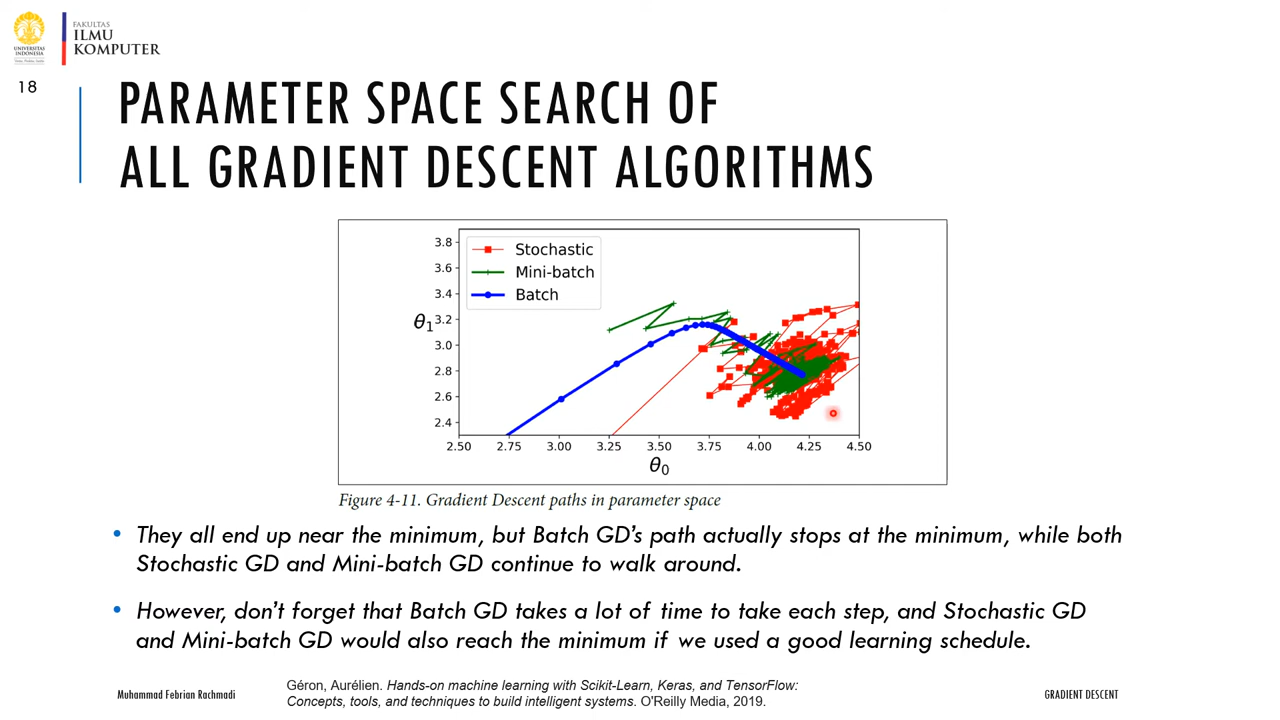 UNIVERSITAS
INDONESIA
FAKULTAS
ILMU
KOMPUTER
18
PARAMETER SPACE SEARCH OF
ALL GRADIENT DESCENT ALGORITHMS
Stochastic
Mini-batch
Batch
3.8
3.6
3.4
3.2
3.0
2.8
2.6
2.4
θ1
2.50 2.75 3.00 3.25 3.50 3.75 4.00 4.25 4.50
θ0
Figure 4-11. Gradient Descent paths in parameter space
• They all end up near the minimum, but Batch GD’s path actually stops at the minimum, while both
Stochastic GD and Mini-batch GD continue to walk around.
• However, don’t forget that Batch GD takes a lot of time to take each step, and Stochastic GD
and Mini-batch GD would also reach the minimum if we used a good learning schedule.
Muhammad Febrian Rachmadi
Géron, Aurélien. Hands-on machine learning with Scikit-Learn, Keras, and TensorFlow:
Concepts, tools, and techniques to build intelligent systems. O'Reilly Media, 2019.
GRADIENT DESCENT